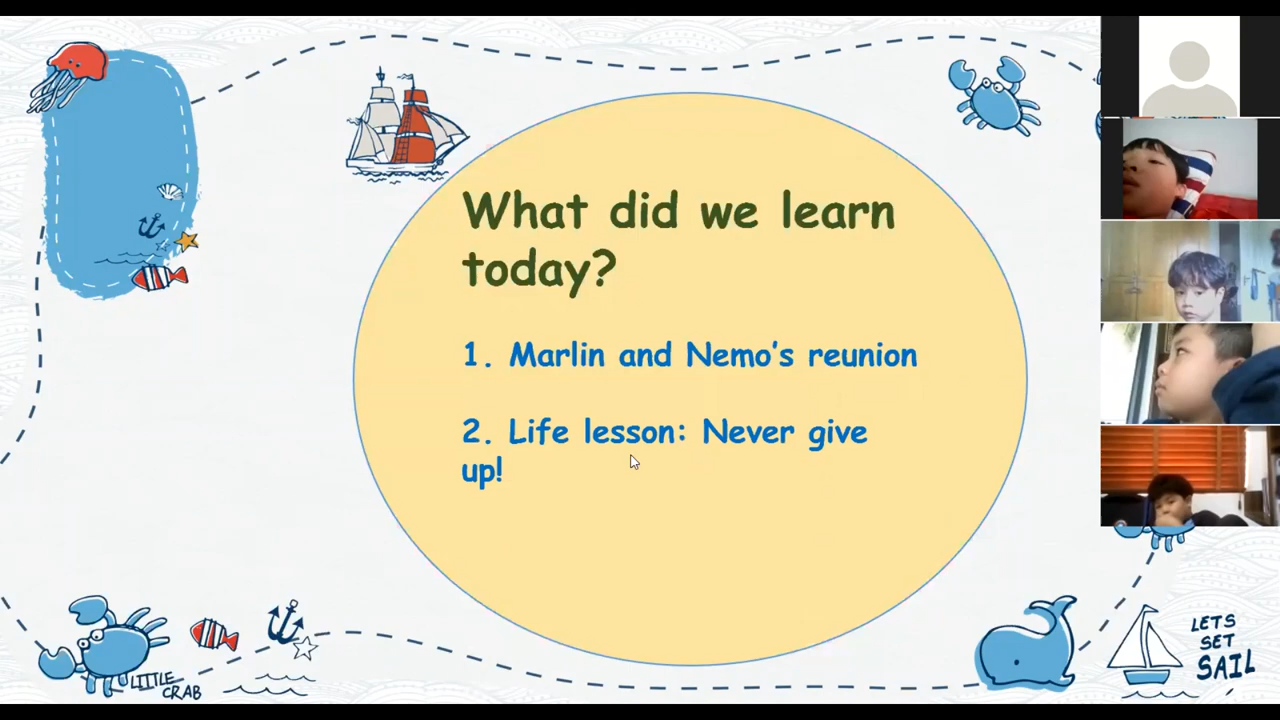 What did we learn
today?
1. Marlin and Nemo's reunion
2. Life lesson: Never give
up!
LITTLE
CRAB
LETS
SET
SAIL